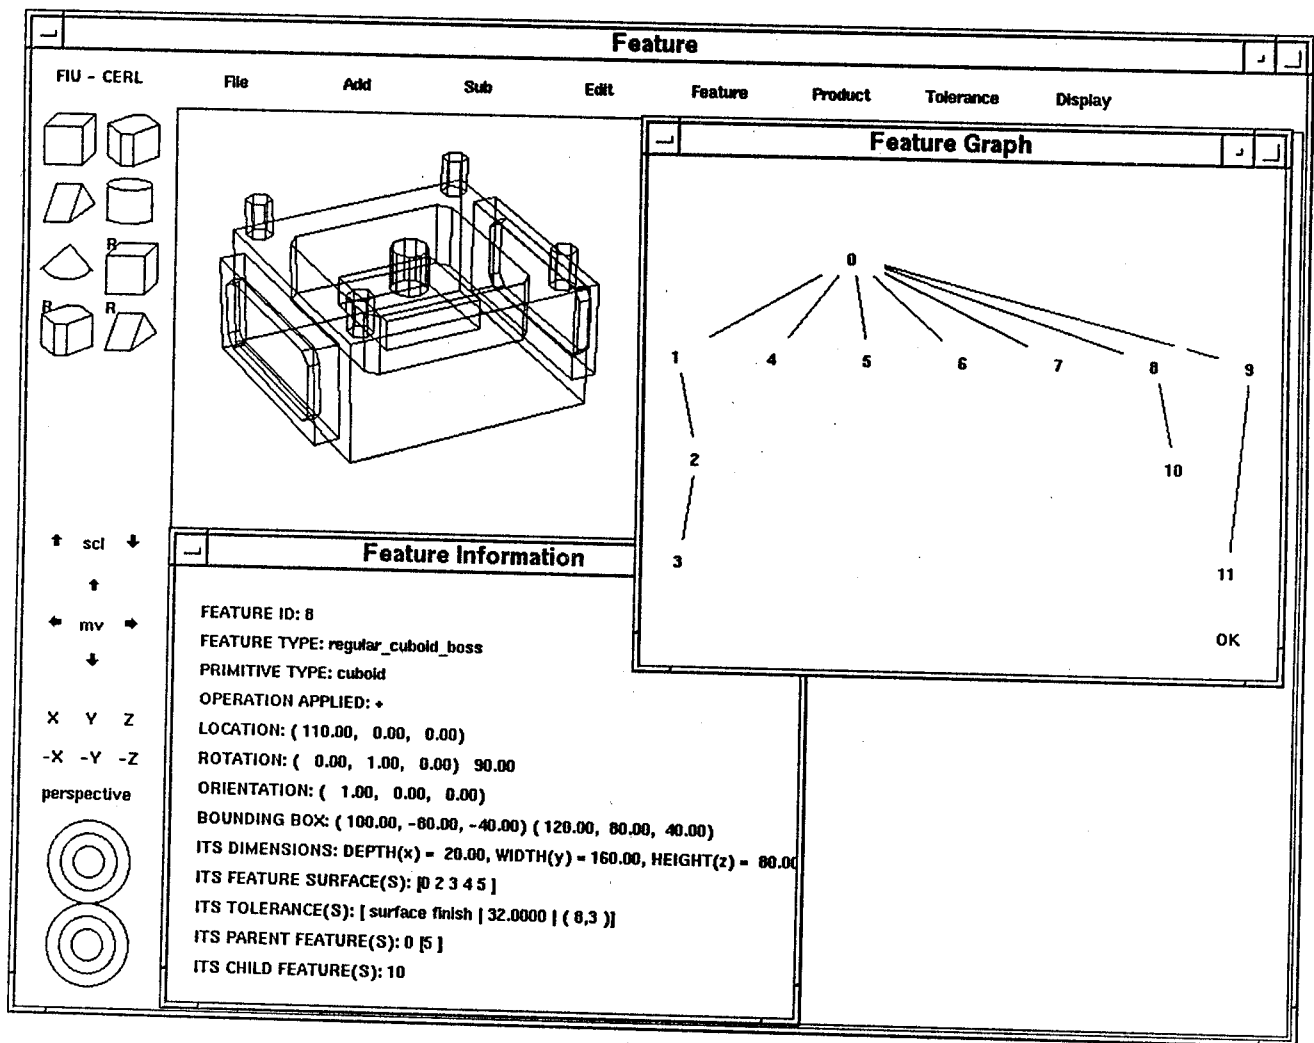 Feature
FIU - CERL
File Add Sub Edit Feature Product Tolerance Display
R
R R
Feature Graph
0
1 4 5 6 7 8 9
2 10
3 11
OK
scl
mv
X Y Z
-X -Y -Z
perspective
Feature Information
FEATURE ID: 8
FEATURE TYPE: regular_cuboid_boss
PRIMITIVE TYPE: cuboid
OPERATION APPLIED: +
LOCATION: ( 110.00, 0.00, 0.00)
ROTATION: ( 0.00, 1.00, 0.00) 90.00
ORIENTATION: ( 1.00, 0.00, 0.00)
BOUNDING BOX: ( 100.00, -80.00, -40.00) ( 120.00, 80.00, 40.00)
ITS DIMENSIONS: DEPTH(x) = 20.00, WIDTH(y) = 160.00, HEIGHT(z) = 80.00
ITS FEATURE SURFACE(S): [0 2 3 4 5 ]
ITS TOLERANCE(S): [ surface finish | 32.0000 | ( 8,3 )]
ITS PARENT FEATURE(S): 0 [5 ]
ITS CHILD FEATURE(S): 10